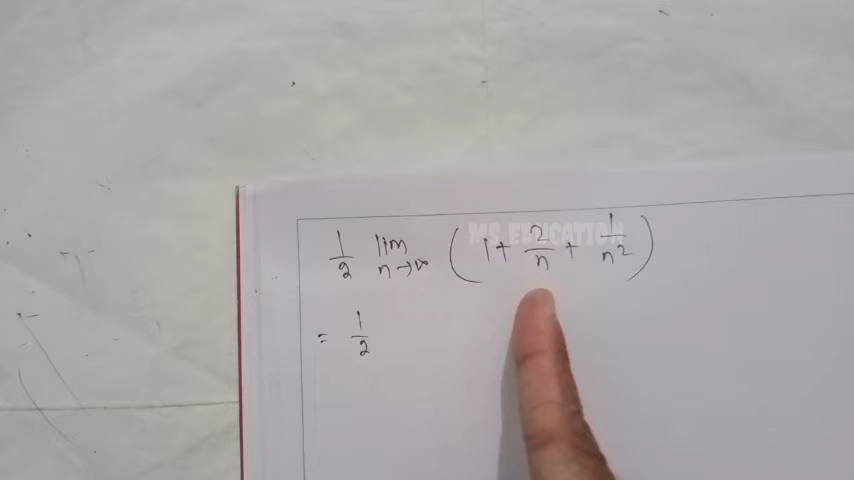 1/2 lim n→∞ (1 + 2/n + 1/n²)
MS EDUCATION
= 1/2